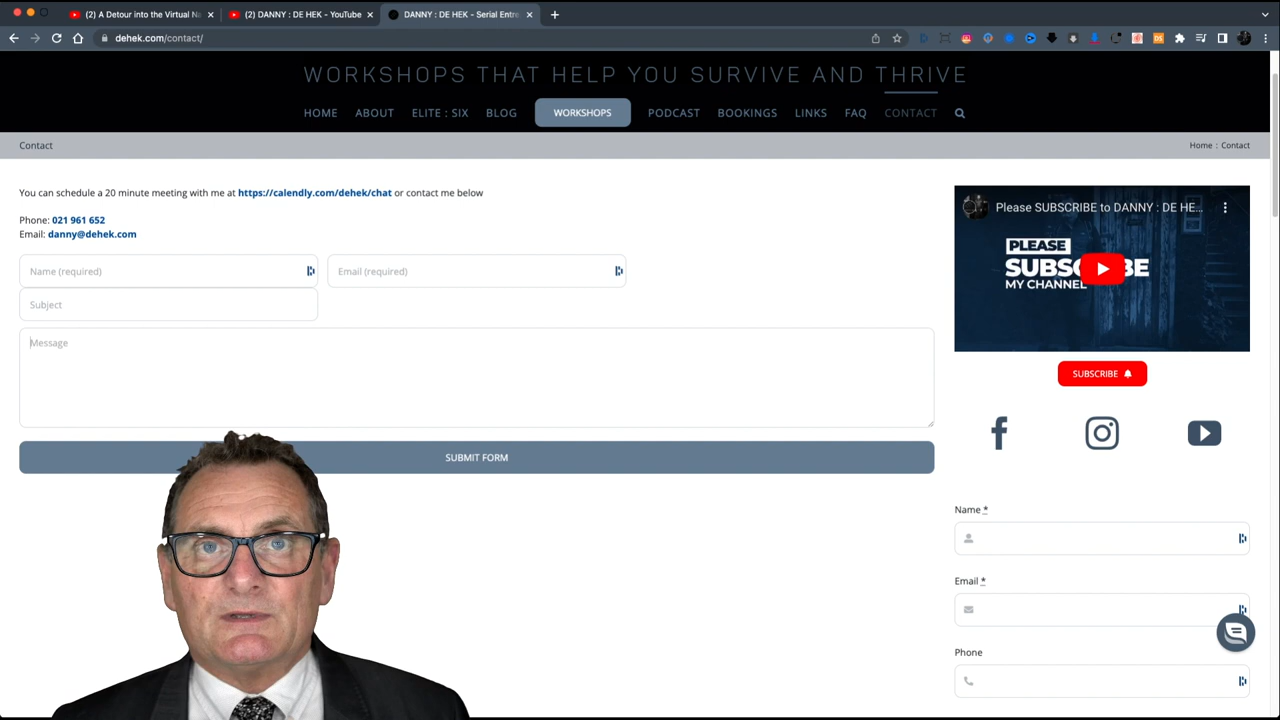 (2) A Detour into the Virtual Na
(2) DANNY : DE HEK - YouTube
DANNY : DE HEK - Serial Entre
dehek.com/contact/
WORKSHOPS THAT HELP YOU SURVIVE AND THRIVE
HOME ABOUT ELITE : SIX BLOG WORKSHOPS PODCAST BOOKINGS LINKS FAQ CONTACT
Contact
Home : Contact
You can schedule a 20 minute meeting with me at https://calendly.com/dehek/chat or contact me below
Phone: 021 961 652
Email: danny@dehek.com
Name (required)
Email (required)
Subject
Message
SUBMIT FORM
Please SUBSCRIBE to DANNY : DE HE...
PLEASE
SUBSCRIBE
MY CHANNEL
SUBSCRIBE
Name *
Email *
Phone